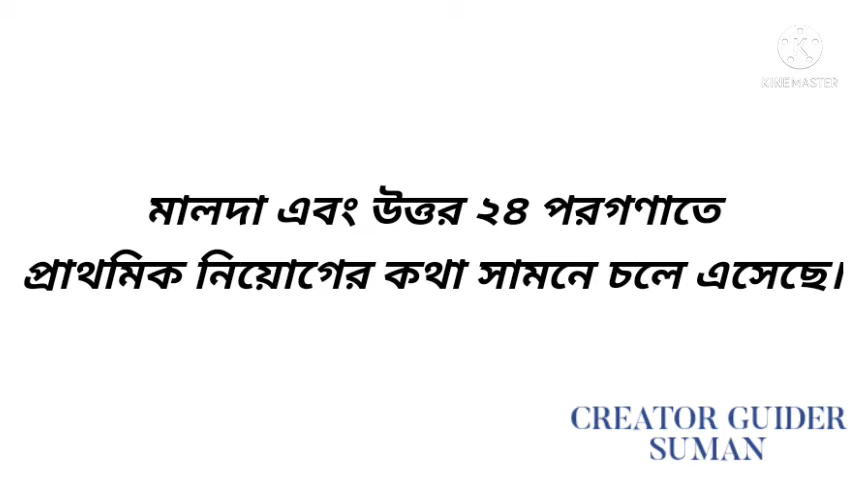 KINEMASTER
মালদা এবং উত্তর ২৪ পরগণাতে
প্রাথমিক নিয়োগের কথা সামনে চলে এসেছে।
CREATOR GUIDER
SUMAN